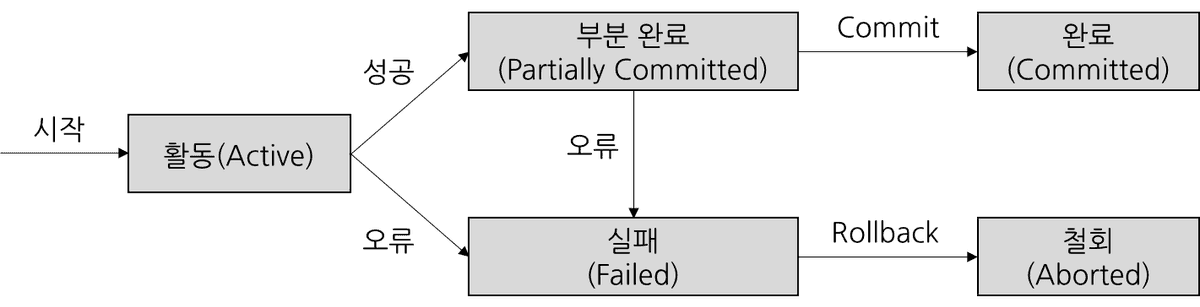 시작
활동(Active)
성공
오류
부분 완료
(Partially Committed)
Commit
완료
(Committed)
오류
실패
(Failed)
Rollback
철회
(Aborted)